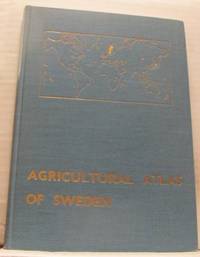 AGRICULTURAL ATLAS
OF SWEDEN